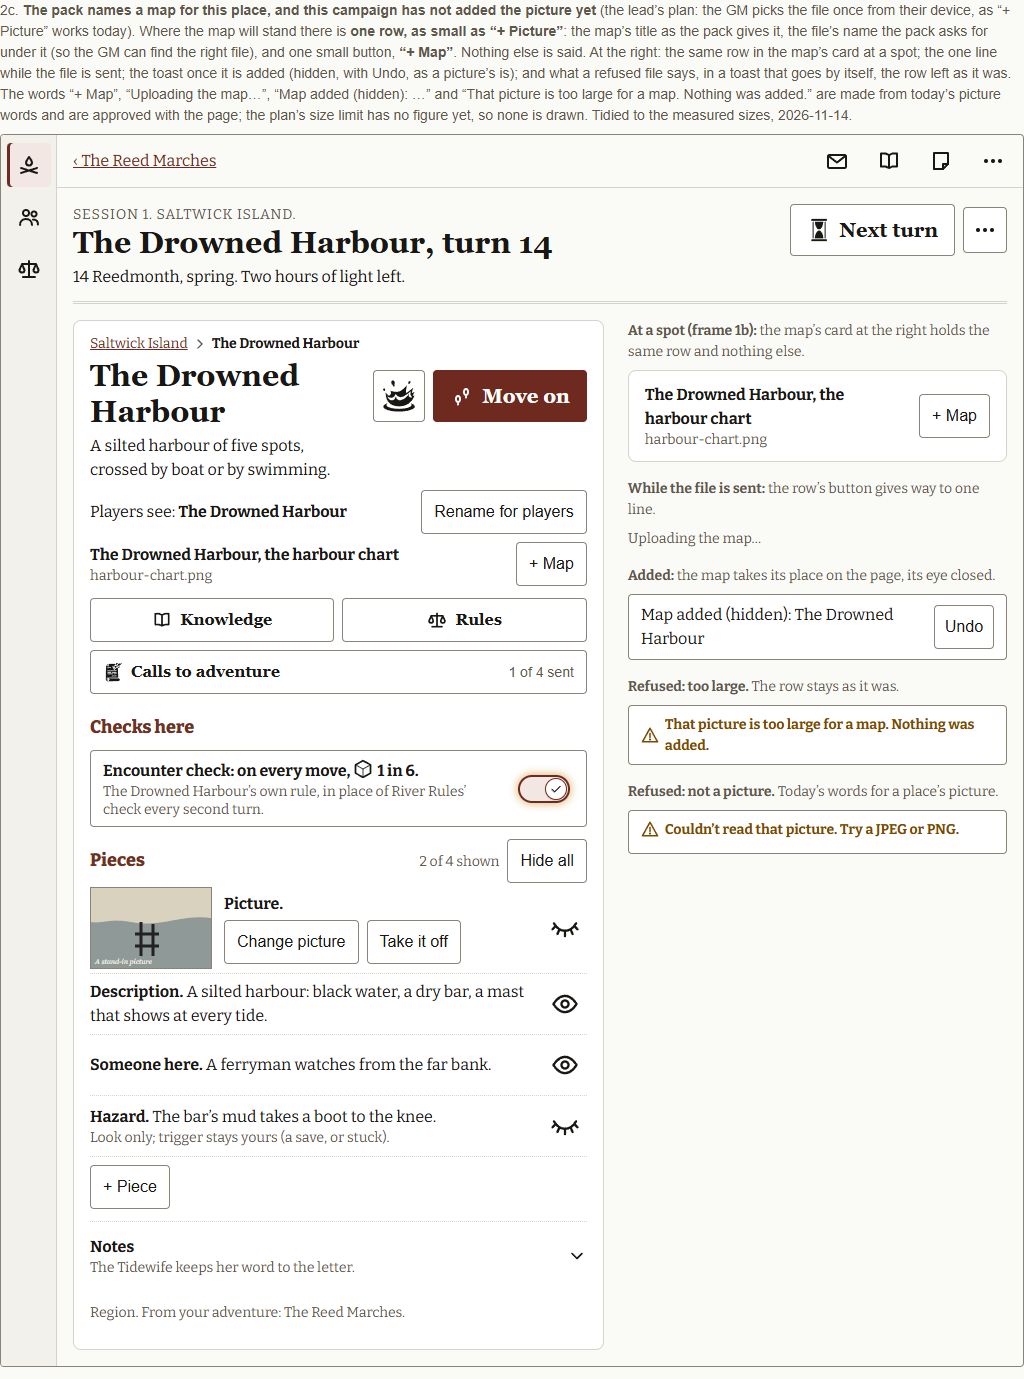 2c. The pack names a map for this place, and this campaign has not added the picture yet (the lead’s plan: the GM picks the file once from their device, as “+
Picture” works today). Where the map will stand there is one row, as small as “+ Picture”: the map’s title as the pack gives it, the file’s name the pack asks for
under it (so the GM can find the right file), and one small button, “+ Map”. Nothing else is said. At the right: the same row in the map’s card at a spot; the one line
while the file is sent; the toast once it is added (hidden, with Undo, as a picture’s is); and what a refused file says, in a toast that goes by itself, the row left as it was.
The words “+ Map”, “Uploading the map…”, “Map added (hidden): …” and “That picture is too large for a map. Nothing was added.” are made from today’s picture
words and are approved with the page; the plan’s size limit has no figure yet, so none is drawn. Tidied to the measured sizes, 2026-11-14.
‹ The Reed Marches
SESSION 1. SALTWICK ISLAND.
The Drowned Harbour, turn 14
14 Reedmonth, spring. Two hours of light left.
Next turn
Saltwick Island > The Drowned Harbour
The Drowned
Harbour
Move on
A silted harbour of five spots,
crossed by boat or by swimming.
Players see: The Drowned Harbour
Rename for players
The Drowned Harbour, the harbour chart
harbour-chart.png
+ Map
Knowledge
Rules
Calls to adventure
1 of 4 sent
Checks here
Encounter check: on every move, 1 in 6.
The Drowned Harbour’s own rule, in place of River Rules’
check every second turn.
Pieces
2 of 4 shown
Hide all
A stand-in picture
Picture.
Change picture
Take it off
Description. A silted harbour: black water, a dry bar, a mast
that shows at every tide.
Someone here. A ferryman watches from the far bank.
Hazard. The bar’s mud takes a boot to the knee.
Look only; trigger stays yours (a save, or stuck).
+ Piece
Notes
The Tidewife keeps her word to the letter.
Region. From your adventure: The Reed Marches.
At a spot (frame 1b): the map’s card at the right holds the
same row and nothing else.
The Drowned Harbour, the
harbour chart
harbour-chart.png
+ Map
While the file is sent: the row’s button gives way to one
line.
Uploading the map…
Added: the map takes its place on the page, its eye closed.
Map added (hidden): The Drowned
Harbour
Undo
Refused: too large. The row stays as it was.
That picture is too large for a map. Nothing was
added.
Refused: not a picture. Today’s words for a place’s picture.
Couldn’t read that picture. Try a JPEG or PNG.